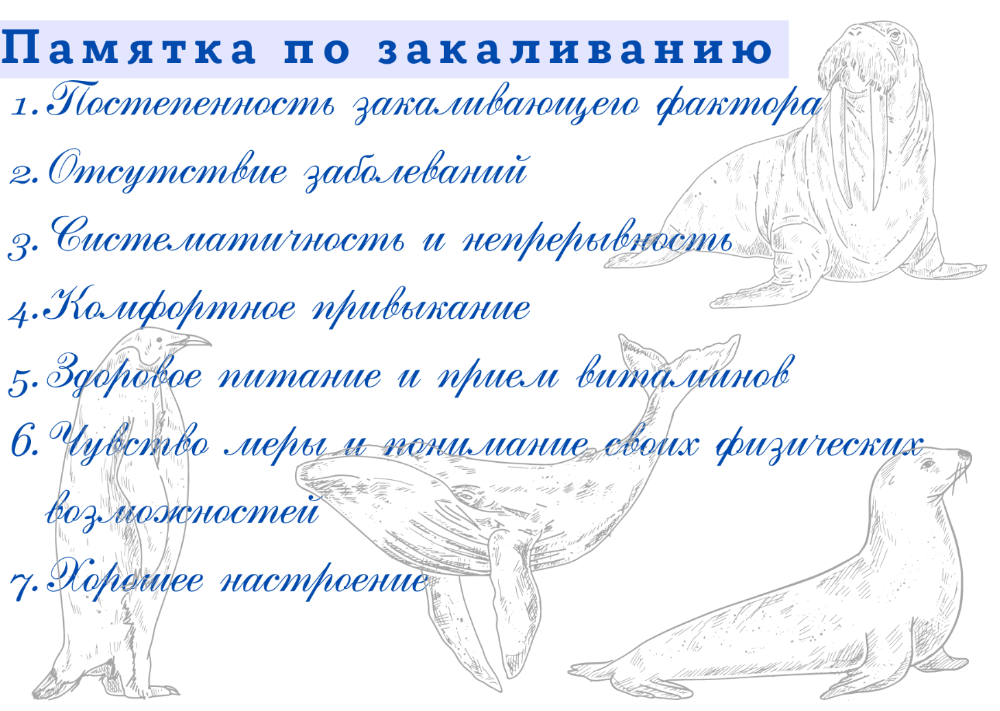 Памятка по закаливанию
1. Постепенность закаливающего фактора
2. Отсутствие заболеваний
3. Систематичность и непрерывность
4. Комфортное привыкание
5. Здоровое питание и прием витаминов
6. Чувство меры и понимание своих физических
возможностей
7. Хорошее настроение